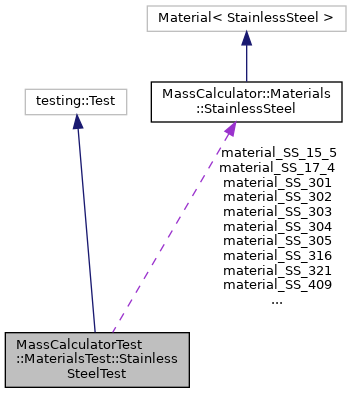 Material< StainlessSteel >
testing::Test
MassCalculator::Materials
::StainlessSteel
material_SS_15_5
material_SS_17_4
material_SS_301
material_SS_302
material_SS_303
material_SS_304
material_SS_305
material_SS_316
material_SS_321
material_SS_409
...
MassCalculatorTest
::MaterialsTest::Stainless
SteelTest